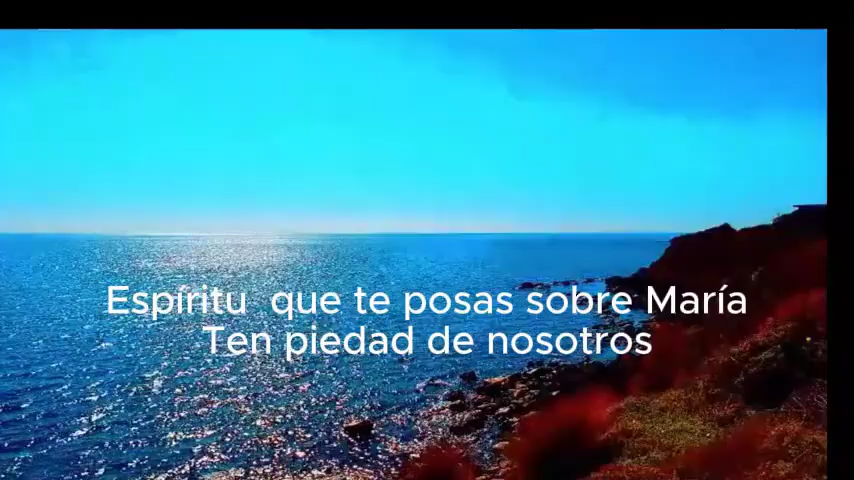 Espíritu  que te posas sobre María
Ten piedad de nosotros